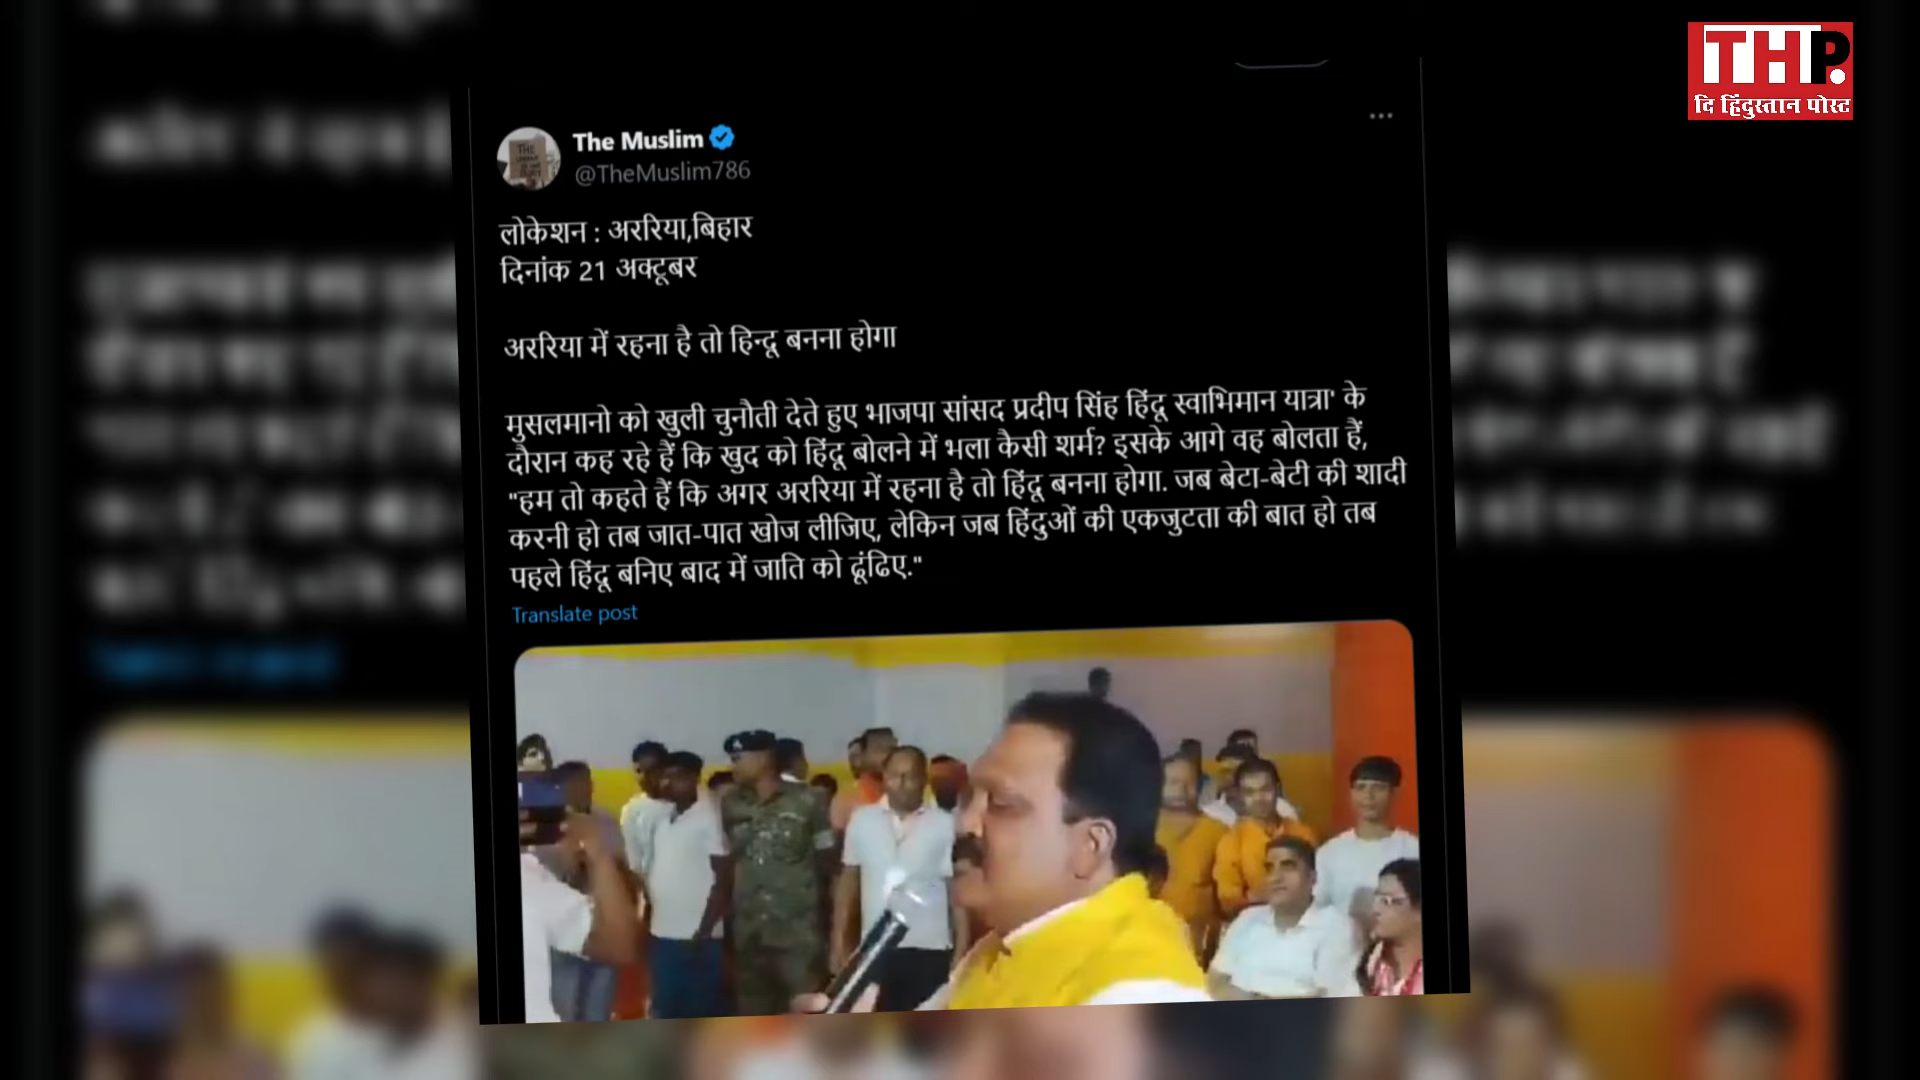 THP.
दि हिंदुस्तान पोस्ट
The Muslim
@TheMuslim786
लोकेशन : अररिया,बिहार
दिनांक 21 अक्टूबर
अररिया में रहना है तो हिन्दू बनना होगा
मुसलमानो को खुली चुनौती देते हुए भाजपा सांसद प्रदीप सिंह हिंदू स्वाभिमान यात्रा' के
दौरान कह रहे हैं कि खुद को हिंदू बोलने में भला कैसी शर्म? इसके आगे वह बोलता हैं,
"हम तो कहते हैं कि अगर अररिया में रहना है तो हिंदू बनना होगा. जब बेटा-बेटी की शादी
करनी हो तब जात-पात खोज लीजिए, लेकिन जब हिंदुओं की एकजुटता की बात हो तब
पहले हिंदू बनिए बाद में जाति को ढूंढिए."
Translate post